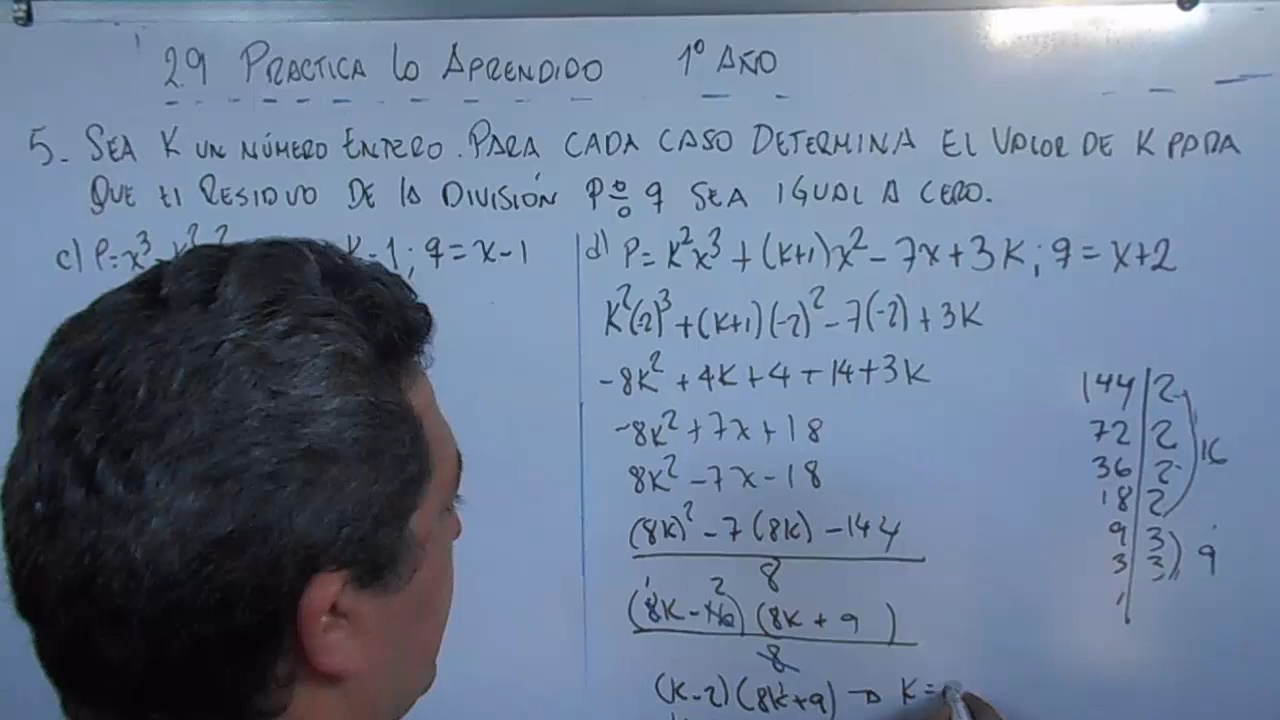 2.9 PRACTICA LO APRENDIDO 1º AÑO
5. SEA K UN NÚMERO ENTERO. PARA CADA CASO DETERMINA EL VALOR DE K PARA
QUE EL RESIDUO DE LA DIVISIÓN P ÷ q SEA IGUAL A CERO.
c) P=x³- k-1; q=x-1
d) P=K²x³+(k+1)x²-7x+3K; q=x+2
K²(-2)³+(k+1)(-2)²-7(-2)+3K
-8K²+4K+4+14+3K
-8k²+7x+18
8K²-7x-18
(8K)²-7(8K)-144
8
(8K-16)(8K+9)
8
(K-2)(8K+9) → K=
144 2
72 2
36 2
18 2
16
9 3
3 3
9
1